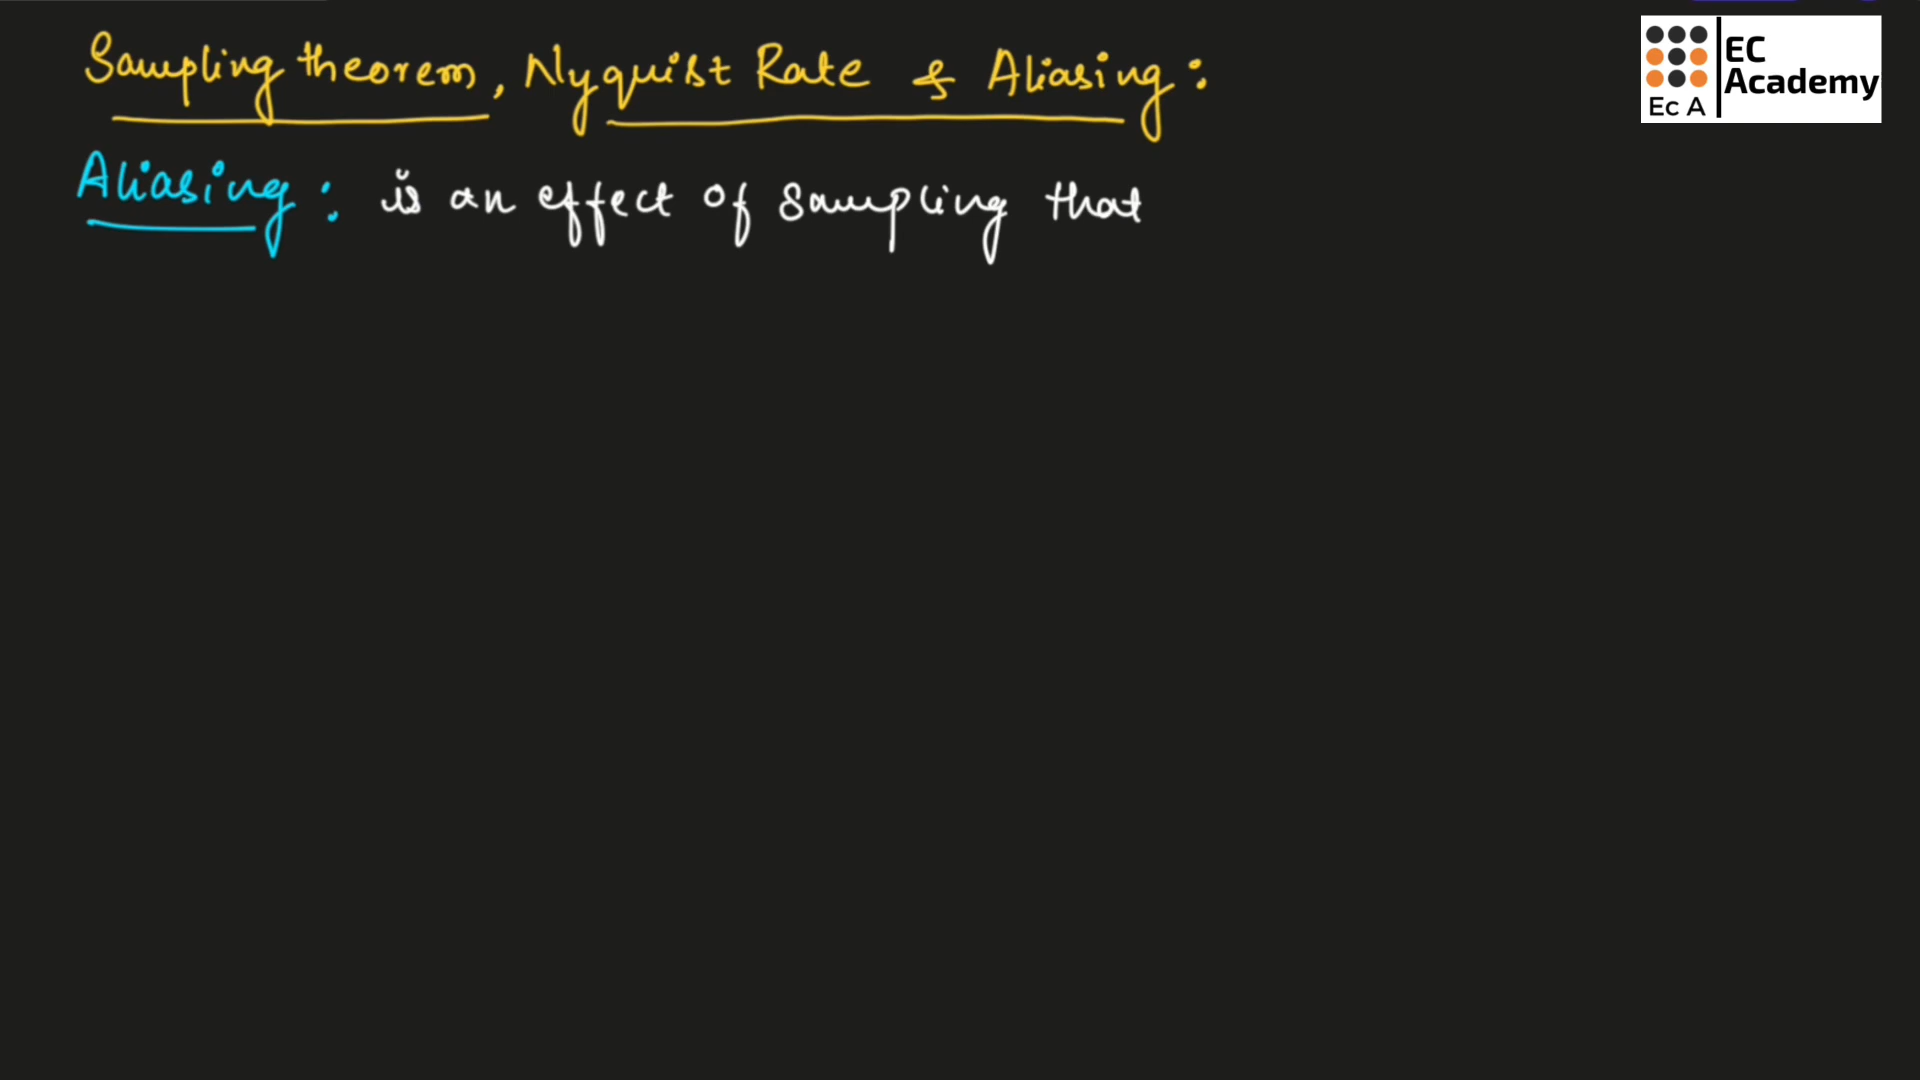 Sampling theorem, Nyquist Rate & Aliasing:
EC
Academy
Ec A
Aliasing: is an effect of sampling that